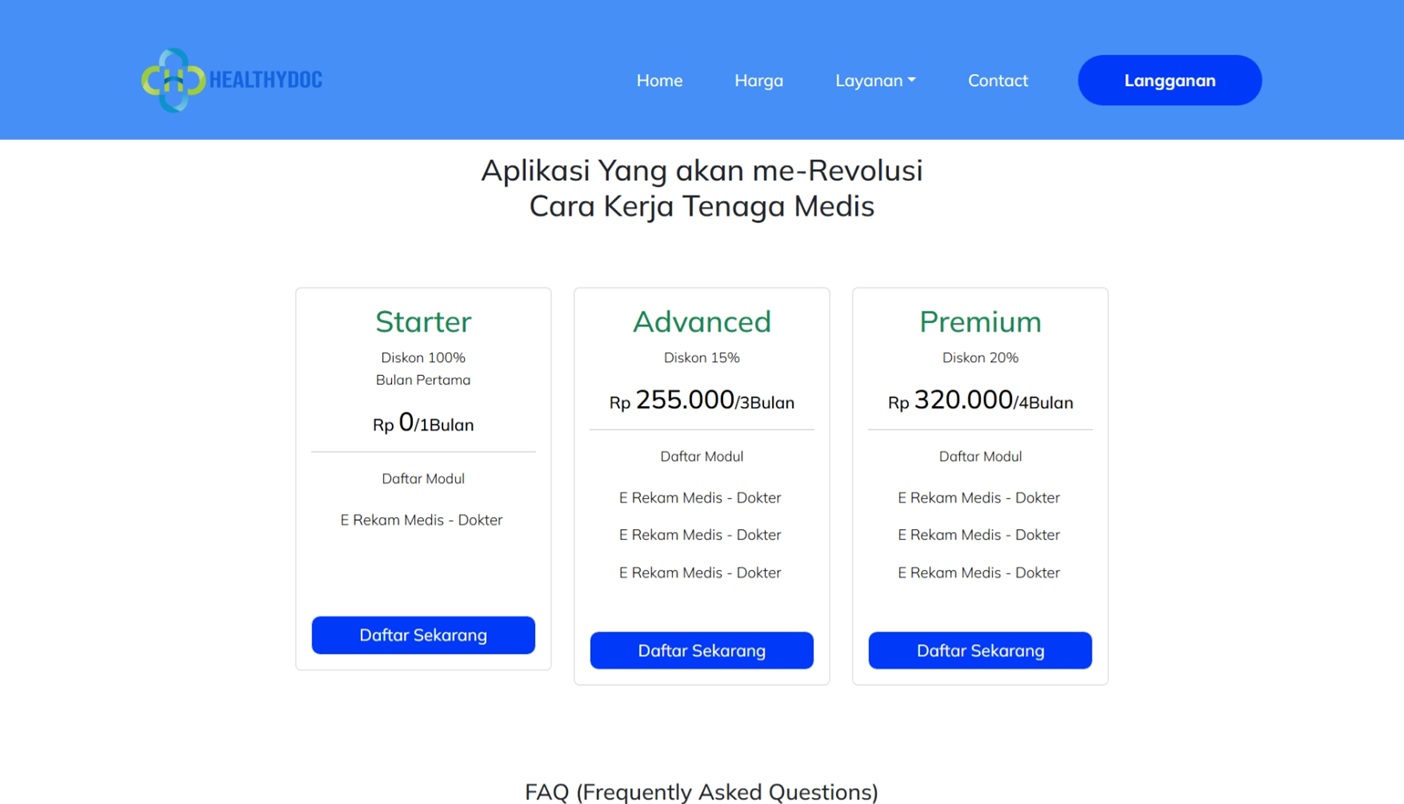 HEALTHYDOC
Home Harga Layanan Contact Langganan
Aplikasi Yang akan me-Revolusi
Cara Kerja Tenaga Medis
Starter
Diskon 100%
Bulan Pertama
Rp 0/1Bulan
Daftar Modul
E Rekam Medis - Dokter
Daftar Sekarang
Advanced
Diskon 15%
Rp 255.000/3Bulan
Daftar Modul
E Rekam Medis - Dokter
E Rekam Medis - Dokter
E Rekam Medis - Dokter
Daftar Sekarang
Premium
Diskon 20%
Rp 320.000/4Bulan
Daftar Modul
E Rekam Medis - Dokter
E Rekam Medis - Dokter
E Rekam Medis - Dokter
Daftar Sekarang
FAQ (Frequently Asked Questions)